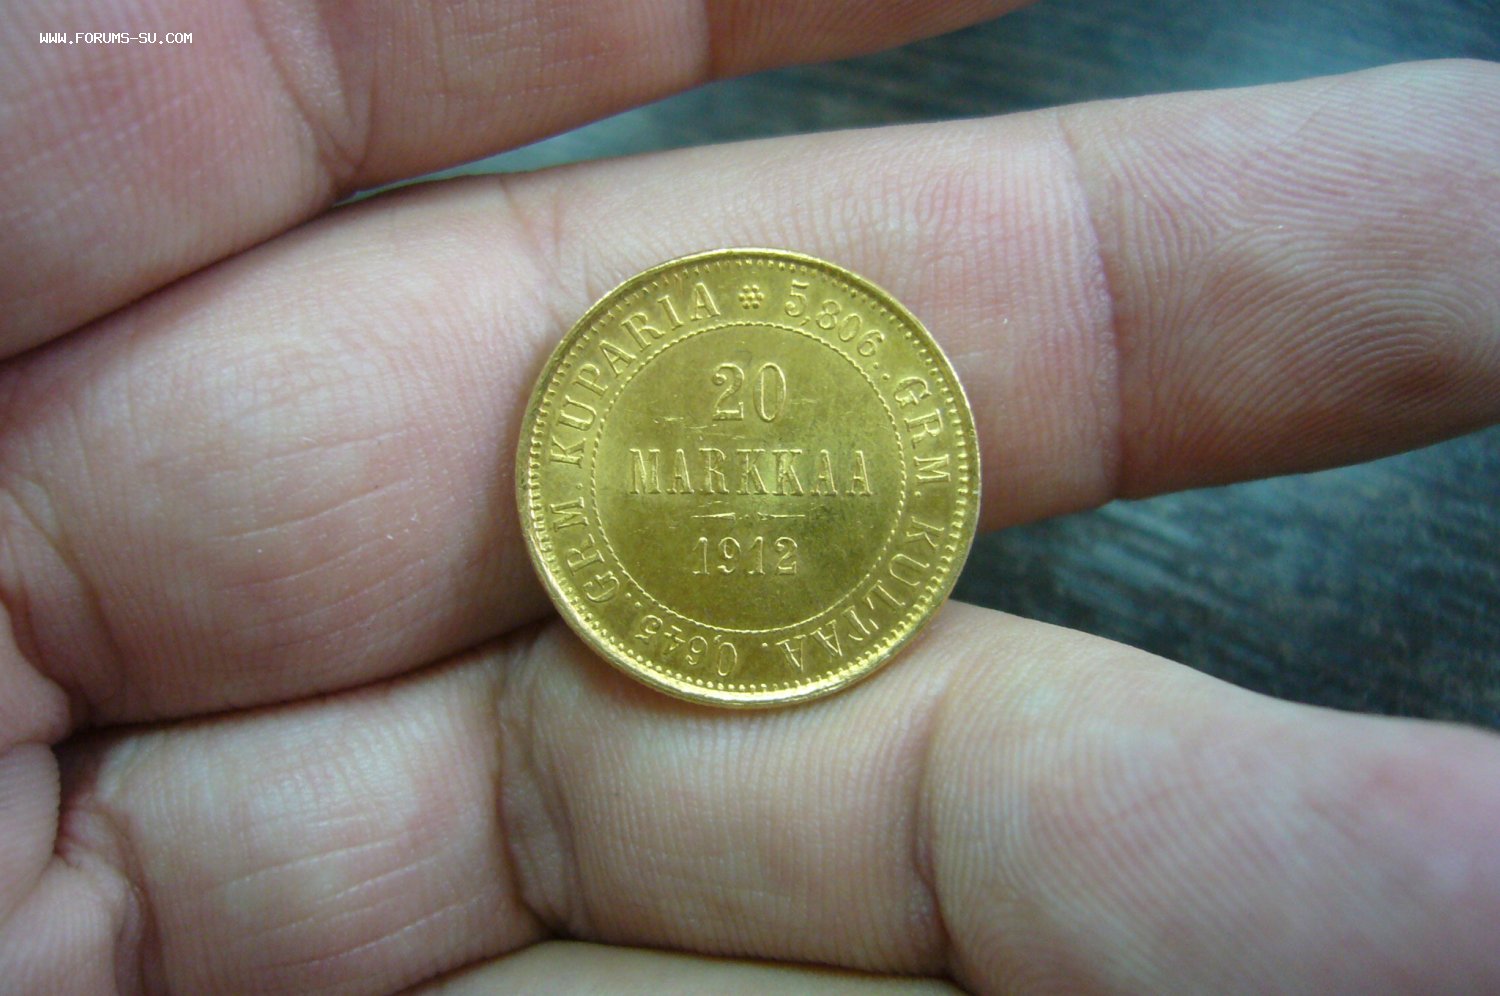 WWW.FORUMS-SU.COM
5,806.. GRM. KULTAA. 0,645.. GRM. KUPARIA
20
MARKKAA
1912